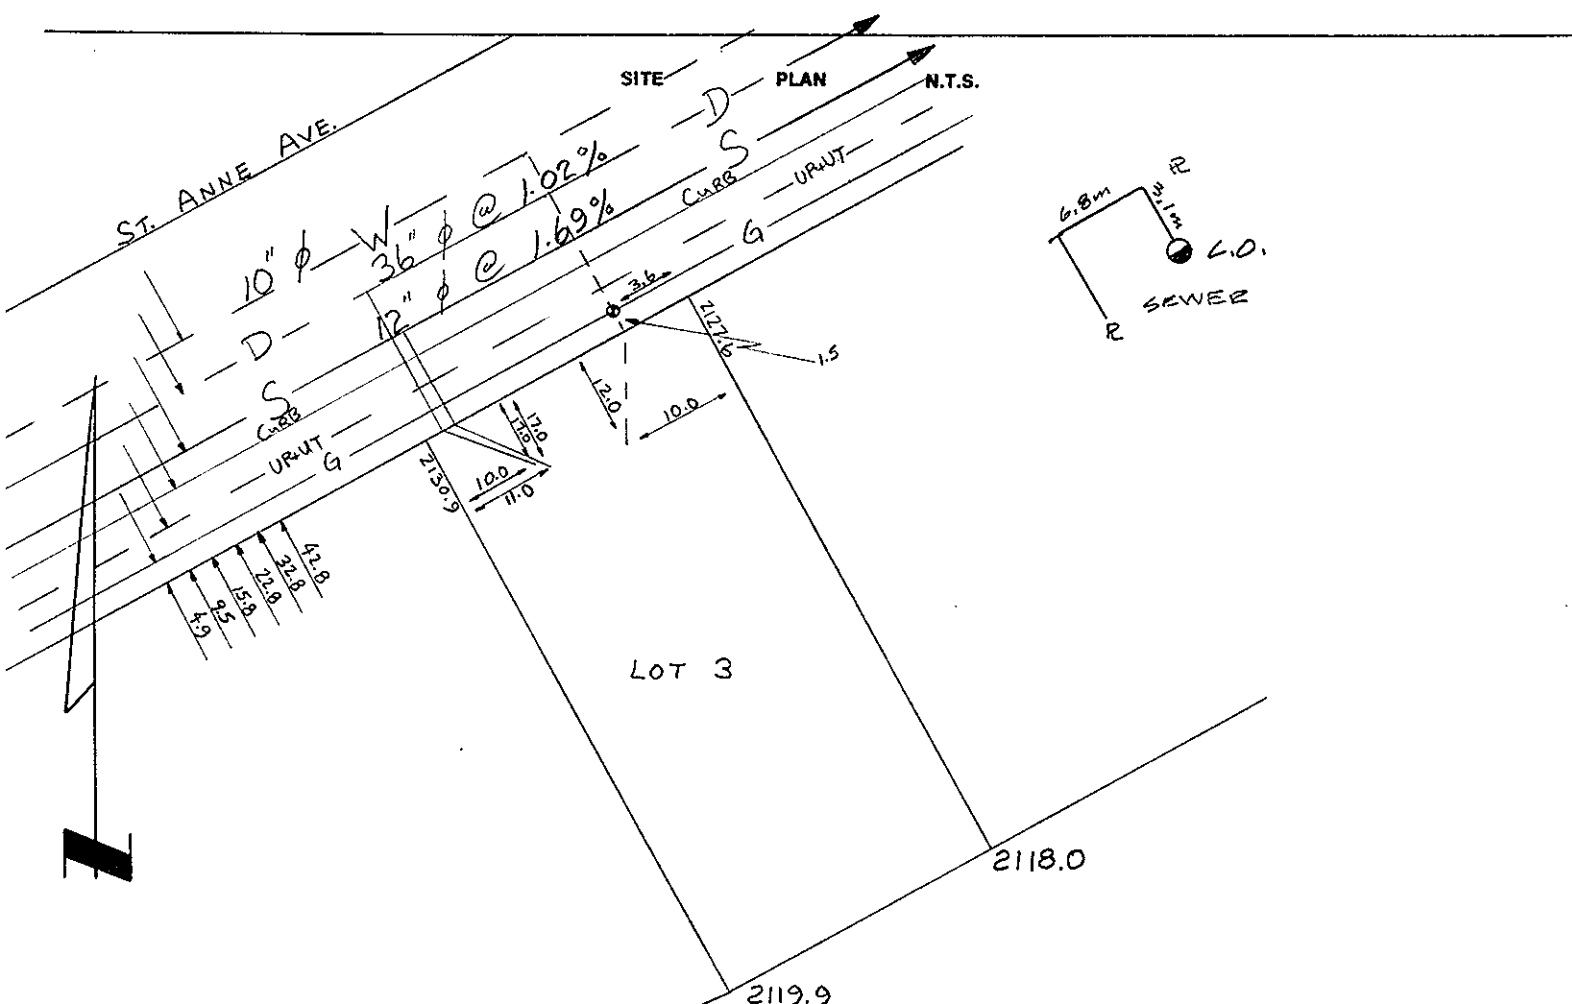 SITE PLAN N.T.S.
ST. ANNE AVE.
10" ϕ W
36" ϕ @ 1.02%
12" ϕ @ 1.69%
D
S
CURB
UR+UT
G
D
S
CURB
UR+UT
G
3.6
1.5
2127.6
12.0
10.0
17.0
17.0
10.0
11.0
2130.9
4.9
9.5
15.8
22.8
32.8
42.8
LOT 3
2118.0
2119.9
6.8m
3.1m
C.O.
SEWER